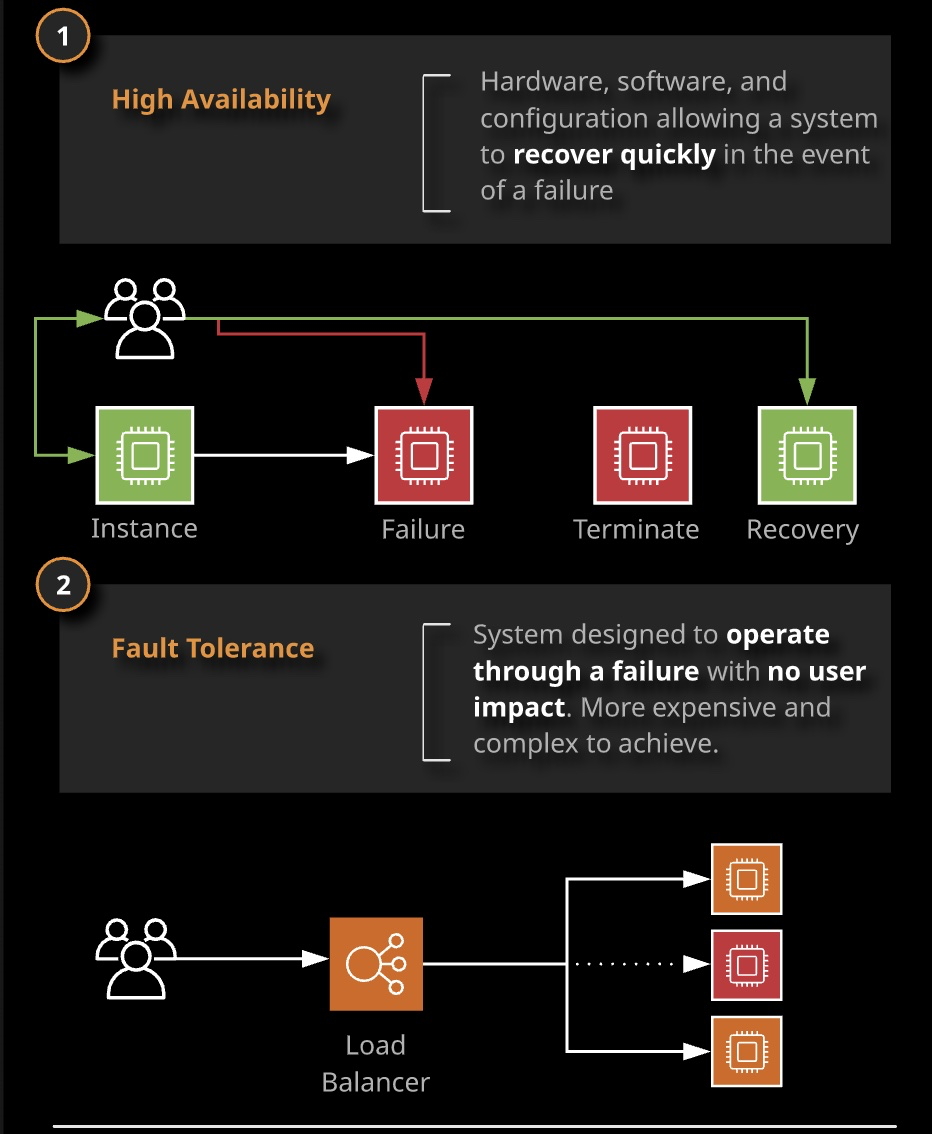 1
High Availability
Hardware, software, and
configuration allowing a system
to recover quickly in the event
of a failure
Instance
Failure
Terminate
Recovery
2
Fault Tolerance
System designed to operate
through a failure with no user
impact. More expensive and
complex to achieve.
Load
Balancer